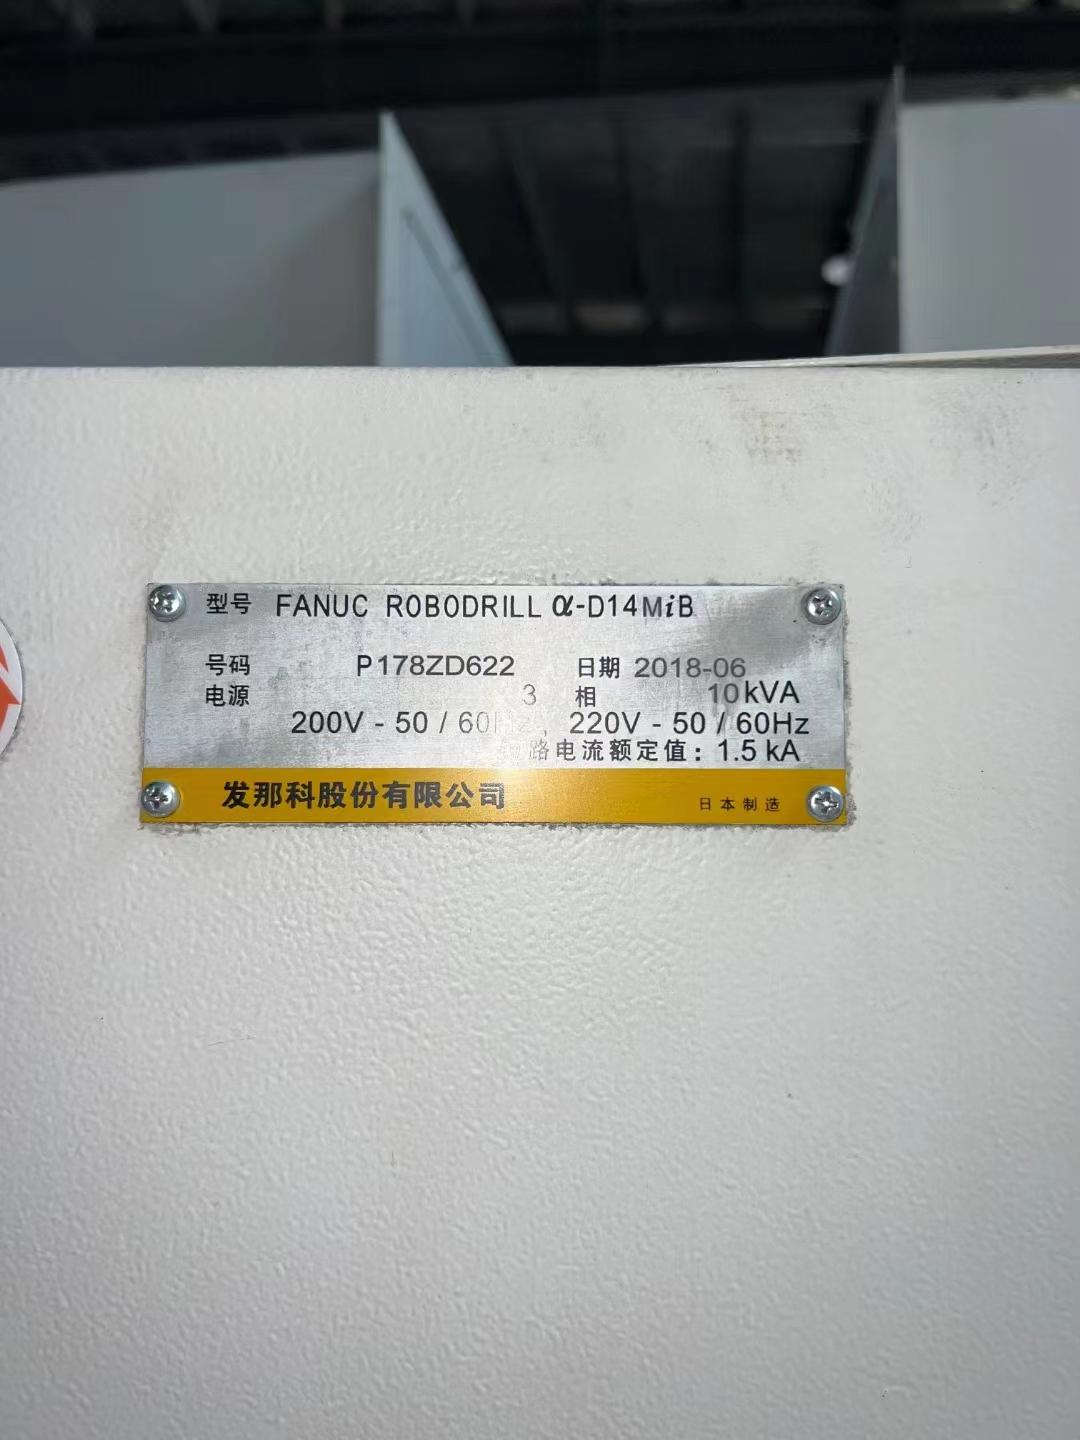 型号 FANUC ROBODRILL α-D14MiB
号码 P178ZD622 日期 2018-06
电源 3 相 10kVA
200V - 50 / 60Hz, 220V - 50 / 60Hz
路电流额定值: 1.5 kA
发那科股份有限公司 日本制造